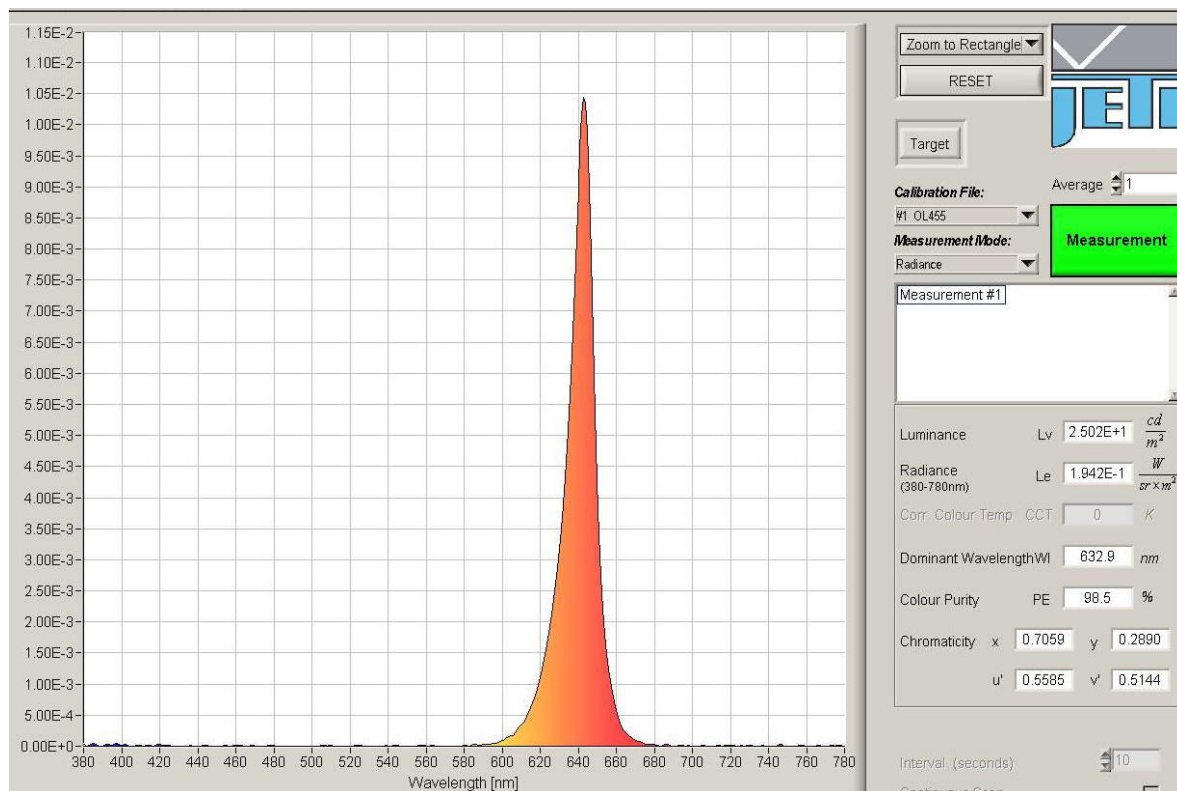 1.15E-2
1.10E-2
1.05E-2
1.00E-2
9.50E-3
9.00E-3
8.50E-3
8.00E-3
7.50E-3
7.00E-3
6.50E-3
6.00E-3
5.50E-3
5.00E-3
4.50E-3
4.00E-3
3.50E-3
3.00E-3
2.50E-3
2.00E-3
1.50E-3
1.00E-3
5.00E-4
0.00E+0
380 400 420 440 460 480 500 520 540 560 580 600 620 640 660 680 700 720 740 760 780
Wavelength [nm]
Zoom to Rectangle
RESET
Target
Average 1
Calibration File:
#1 OL455
Measurement Mode:
Radiance
Measurement
Measurement #1
Luminance Lv 2.502E+1 cd/m²
Radiance Le 1.942E-1 W/sr×m²
(380-780nm)
Corr. Colour Temp CCT 0 K
Dominant Wavelength Wl 632.9 nm
Colour Purity PE 98.5 %
Chromaticity x 0.7059 y 0.2890
u' 0.5585 v' 0.5144
Interval (seconds) 10